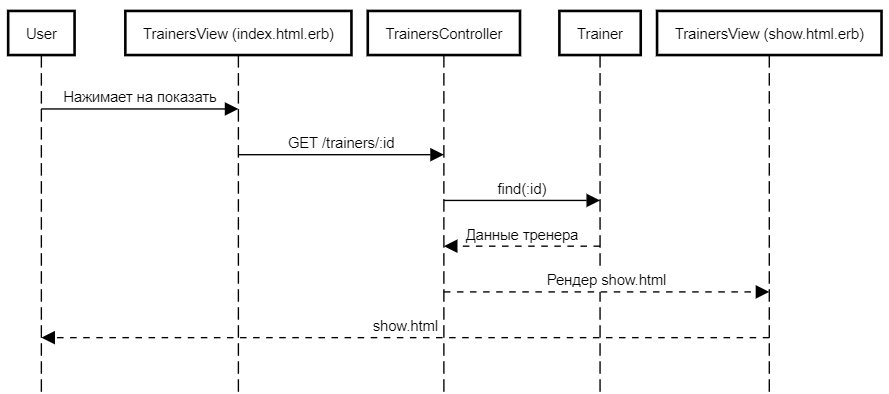 User
TrainersView (index.html.erb)
TrainersController
Trainer
TrainersView (show.html.erb)
Нажимает на показать
GET /trainers/:id
find(:id)
Данные тренера
Рендер show.html
show.html